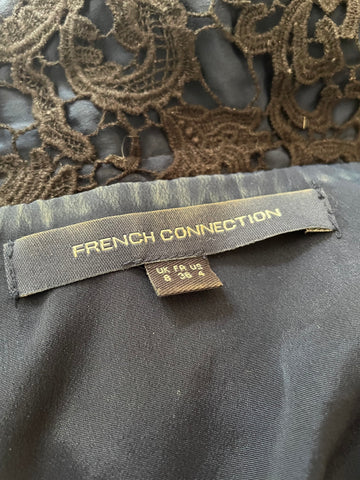 FRENCH CONNECTION
UK FR US
8 36 4